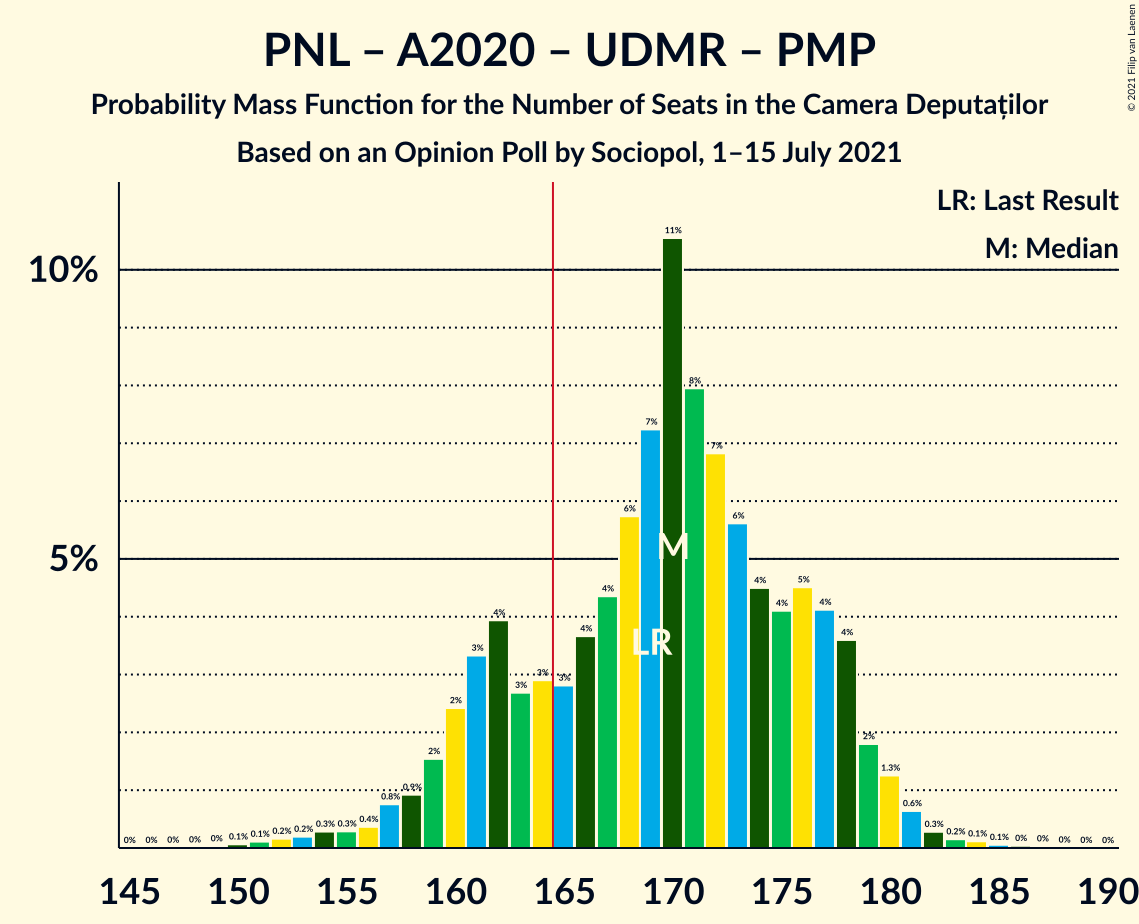 PNL – A2020 – UDMR – PMP
Probability Mass Function for the Number of Seats in the Camera Deputaților
Based on an Opinion Poll by Sociopol, 1–15 July 2021
© 2021 Filip van Laenen
LR: Last Result
M: Median
10%
5%
0% 0% 0% 0% 0% 0.1% 0.1% 0.2% 0.2% 0.3% 0.3% 0.4% 0.8% 0.9% 2% 2% 3% 4% 3% 3% 3% 4% 4% 6% 7% 11% 8% 7% 6% 4% 4% 5% 4% 4% 2% 1.3% 0.6% 0.3% 0.2% 0.1% 0.1% 0% 0% 0% 0% 0%
M
LR
145 150 155 160 165 170 175 180 185 190